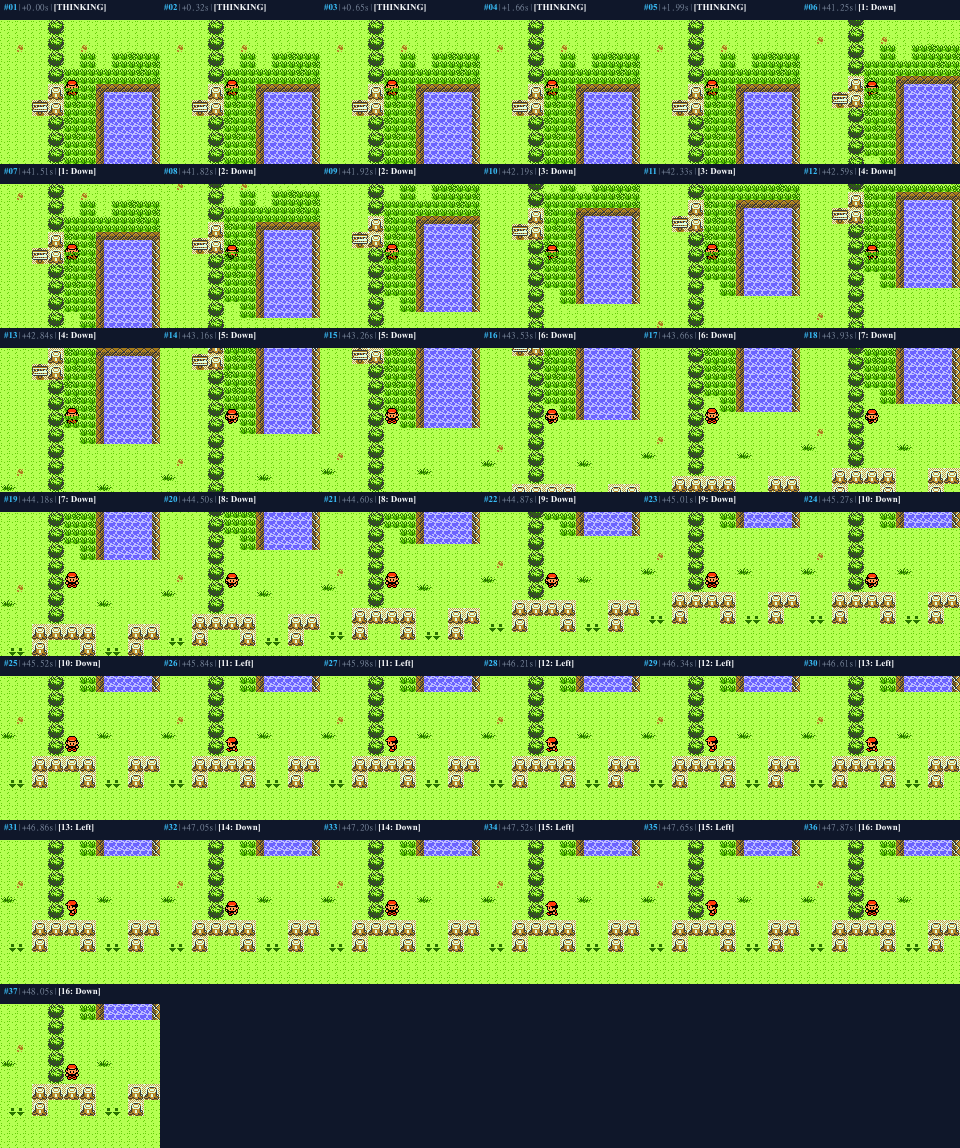 #01|+0.00s|[THINKING]
#02|+0.32s|[THINKING]
#03|+0.65s|[THINKING]
#04|+1.66s|[THINKING]
#05|+1.99s|[THINKING]
#06|+41.25s|[1: Down]
#07|+41.51s|[1: Down]
#08|+41.82s|[2: Down]
#09|+41.92s|[2: Down]
#10|+42.19s|[3: Down]
#11|+42.33s|[3: Down]
#12|+42.59s|[4: Down]
#13|+42.84s|[4: Down]
#14|+43.16s|[5: Down]
#15|+43.26s|[5: Down]
#16|+43.53s|[6: Down]
#17|+43.66s|[6: Down]
#18|+43.93s|[7: Down]
#19|+44.18s|[7: Down]
#20|+44.50s|[8: Down]
#21|+44.60s|[8: Down]
#22|+44.87s|[9: Down]
#23|+45.01s|[9: Down]
#24|+45.27s|[10: Down]
#25|+45.52s|[10: Down]
#26|+45.84s|[11: Left]
#27|+45.98s|[11: Left]
#28|+46.21s|[12: Left]
#29|+46.34s|[12: Left]
#30|+46.61s|[13: Left]
#31|+46.86s|[13: Left]
#32|+47.05s|[14: Down]
#33|+47.20s|[14: Down]
#34|+47.52s|[15: Left]
#35|+47.65s|[15: Left]
#36|+47.87s|[16: Down]
#37|+48.05s|[16: Down]